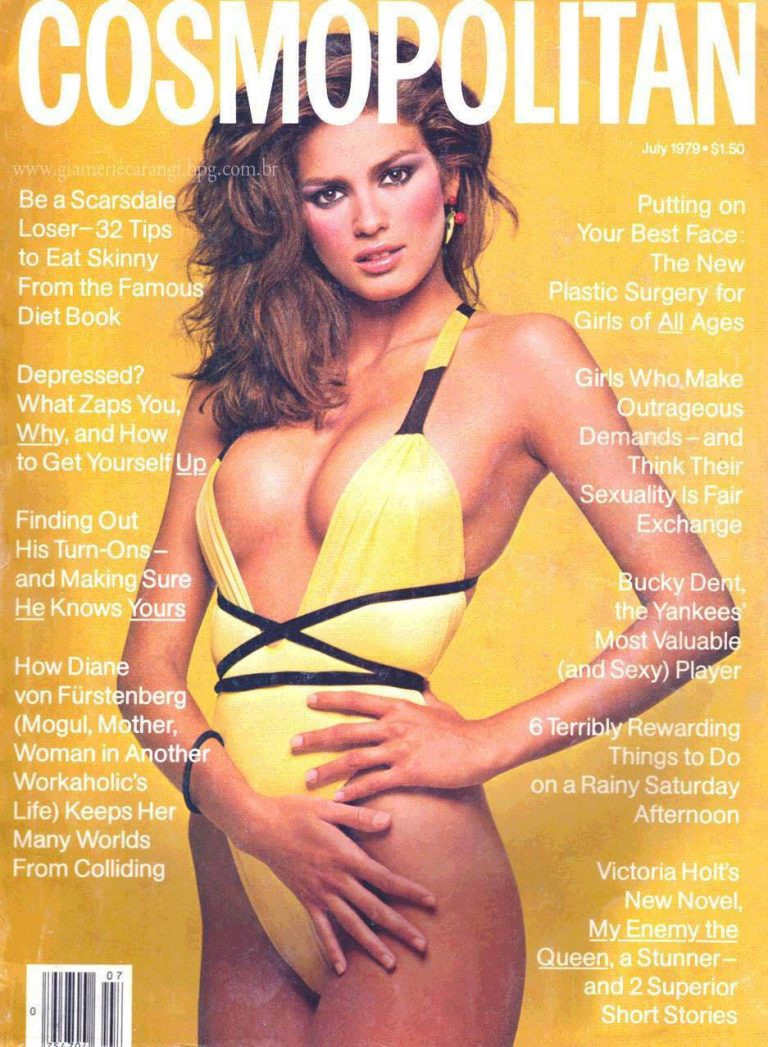 COSMOPOLITAN
July 1979 • $1.50
www.giamariecarangi.hpg.com.br
Be a Scarsdale
Loser–32 Tips
to Eat Skinny
From the Famous
Diet Book
Depressed?
What Zaps You,
Why, and How
to Get Yourself Up
Finding Out
His Turn-Ons–
and Making Sure
He Knows Yours
How Diane
von Fürstenberg
(Mogul, Mother,
Woman in Another
Workaholic's
Life) Keeps Her
Many Worlds
From Colliding
Putting on
Your Best Face:
The New
Plastic Surgery for
Girls of All Ages
Girls Who Make
Outrageous
Demands–and
Think Their
Sexuality Is Fair
Exchange
Bucky Dent,
the Yankees'
Most Valuable
(and Sexy) Player
6 Terribly Rewarding
Things to Do
on a Rainy Saturday
Afternoon
Victoria Holt's
New Novel,
My Enemy the
Queen, a Stunner–
and 2 Superior
Short Stories
07
0